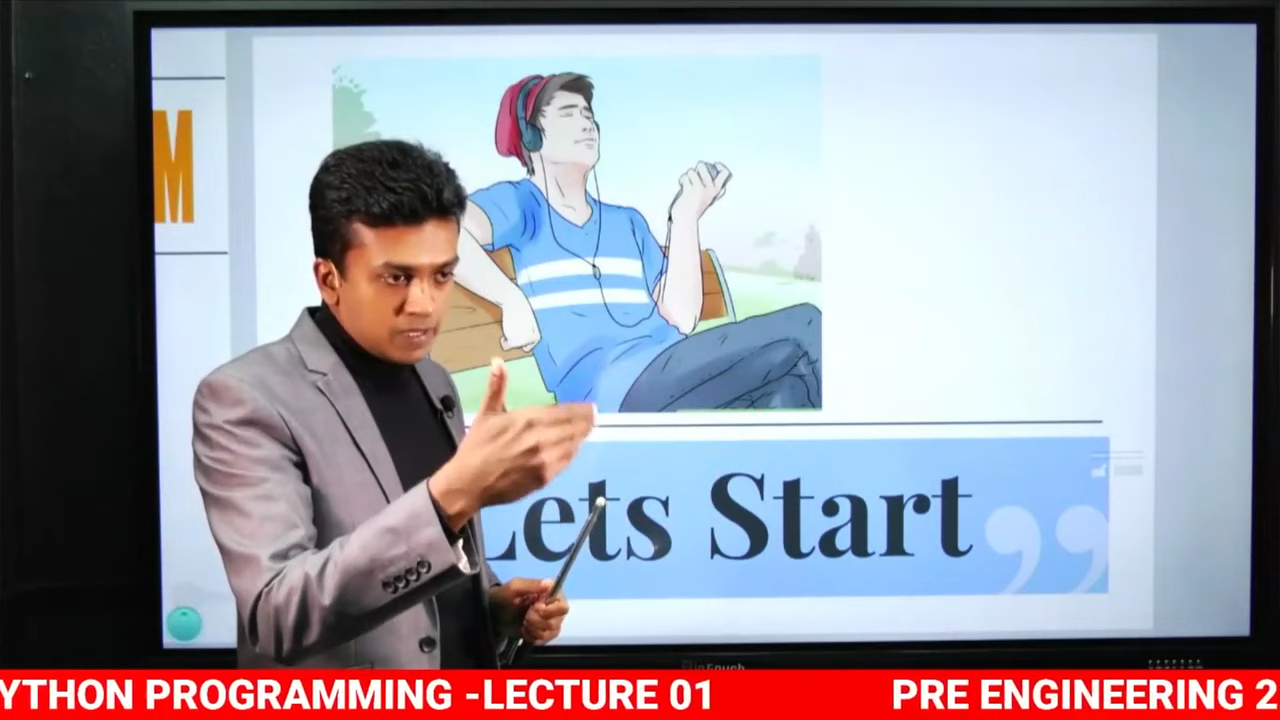 M
Lets Start
YTHON PROGRAMMING -LECTURE 01
PRE ENGINEERING 2